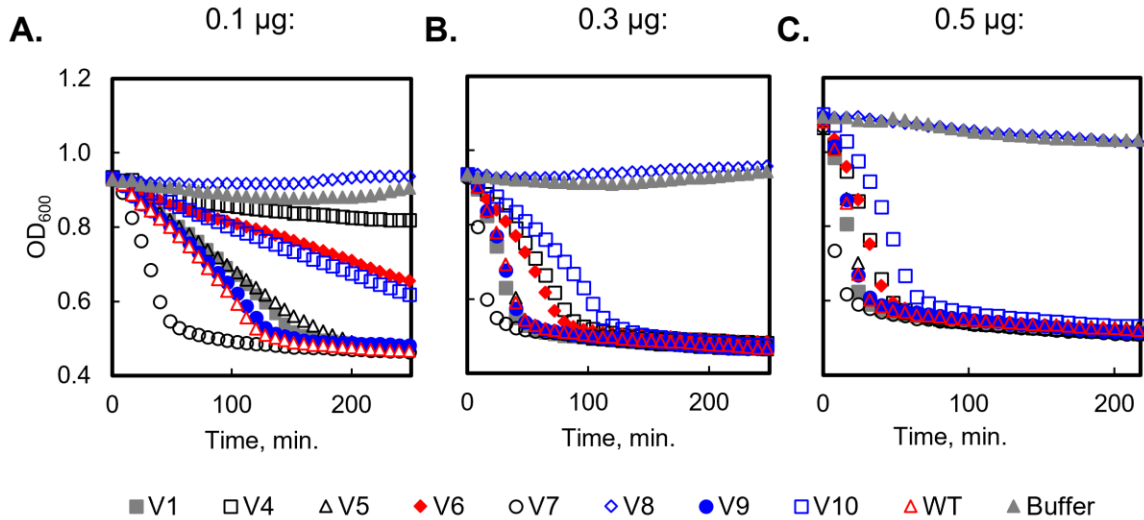 0.1 µg: 0.3 µg: 0.5 µg:
A. B. C.
1.2
1.0
0.8
0.6
0.4
OD600
0 100 200 0 100 200 0 100 200
Time, min. Time, min. Time, min.
V1 V4 V5 V6 V7 V8 V9 V10 WT Buffer